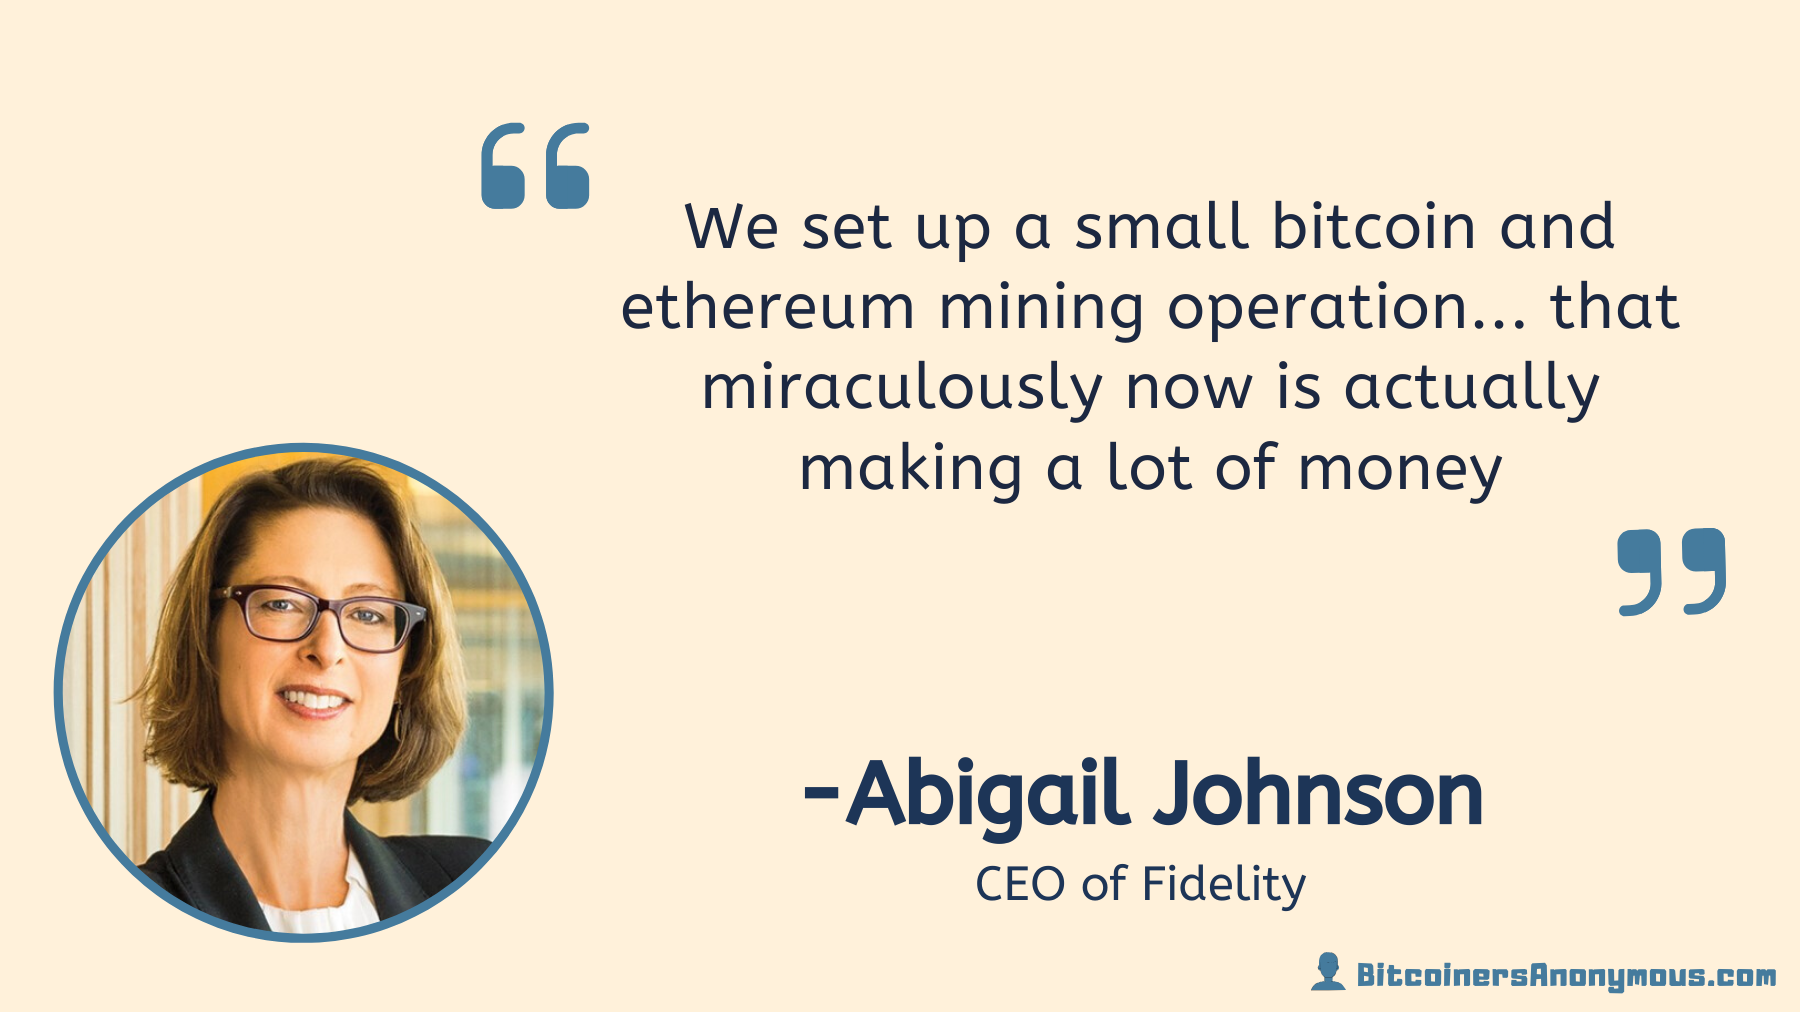 “
We set up a small bitcoin and
ethereum mining operation... that
miraculously now is actually
making a lot of money
”
-Abigail Johnson
CEO of Fidelity
BitcoinersAnonymous.com